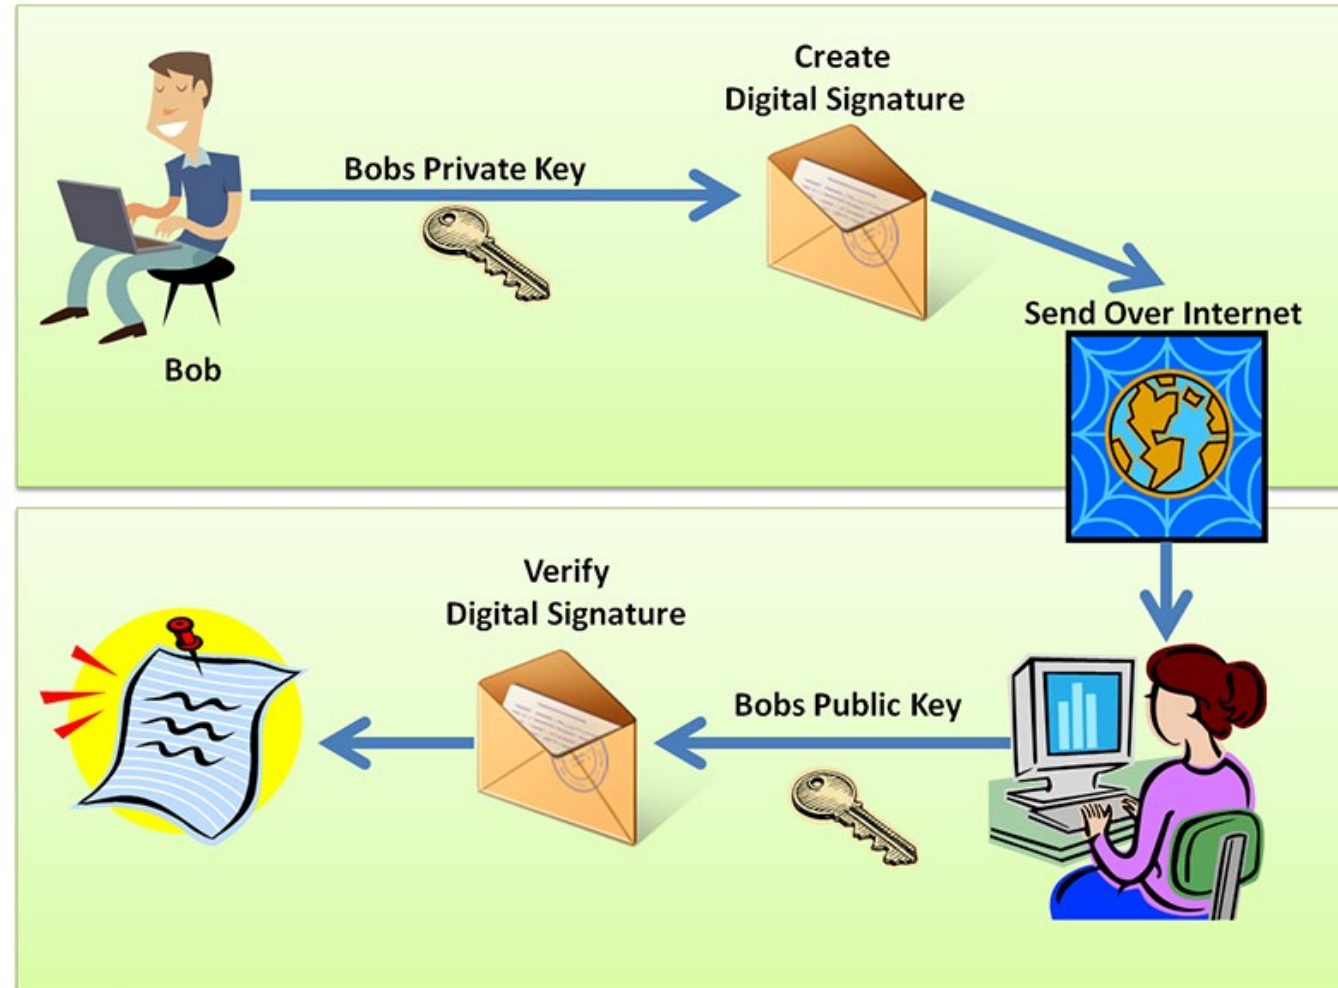 Create
Digital Signature
Bobs Private Key
Send Over Internet
Bob
Verify
Digital Signature
Bobs Public Key